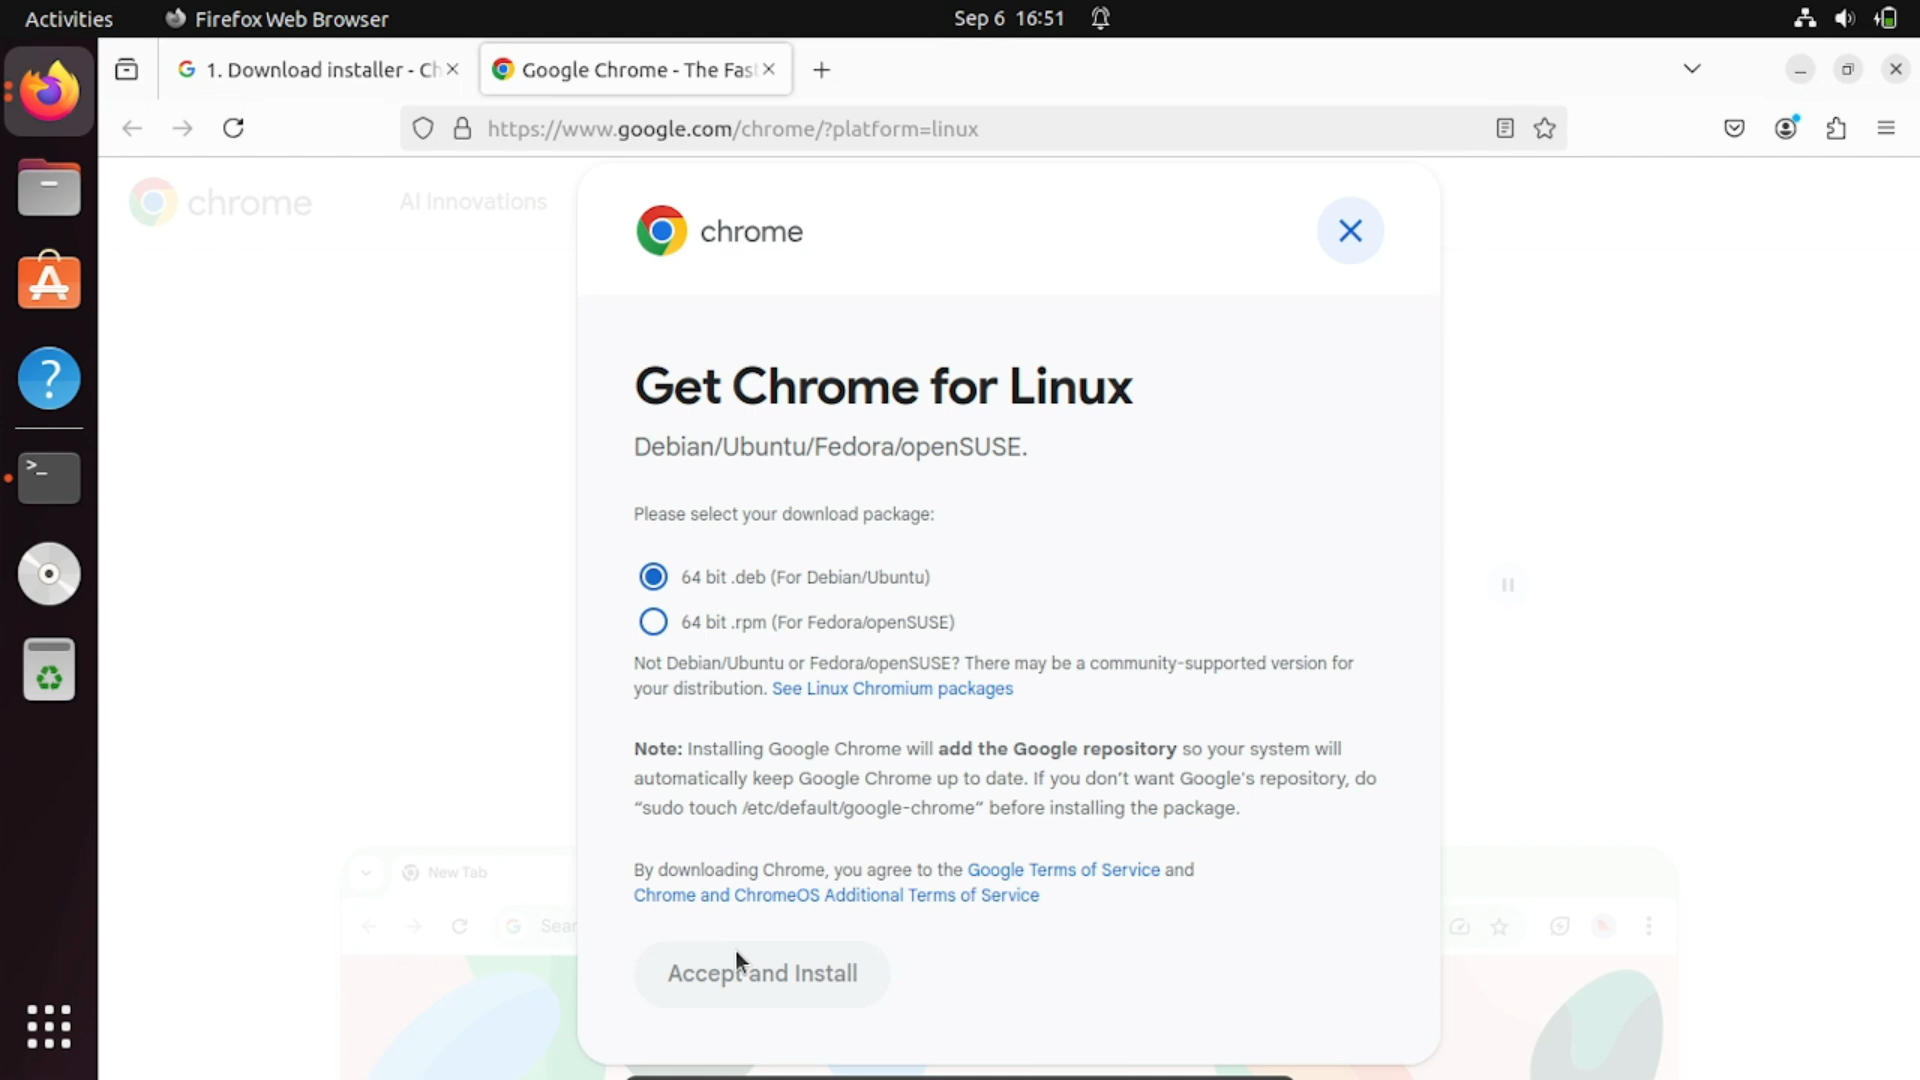 Activities
Firefox Web Browser
Sep 6 16:51
1. Download installer - Ch
Google Chrome - The Fas
https://www.google.com/chrome/?platform=linux
chrome
AI Innovations
chrome
Get Chrome for Linux
Debian/Ubuntu/Fedora/openSUSE.
Please select your download package:
64 bit .deb (For Debian/Ubuntu)
64 bit .rpm (For Fedora/openSUSE)
Not Debian/Ubuntu or Fedora/openSUSE? There may be a community-supported version for
your distribution. See Linux Chromium packages
Note: Installing Google Chrome will add the Google repository so your system will
automatically keep Google Chrome up to date. If you don't want Google's repository, do
“sudo touch /etc/default/google-chrome” before installing the package.
By downloading Chrome, you agree to the Google Terms of Service and
Chrome and ChromeOS Additional Terms of Service
New Tab
Sear
Accept and Install